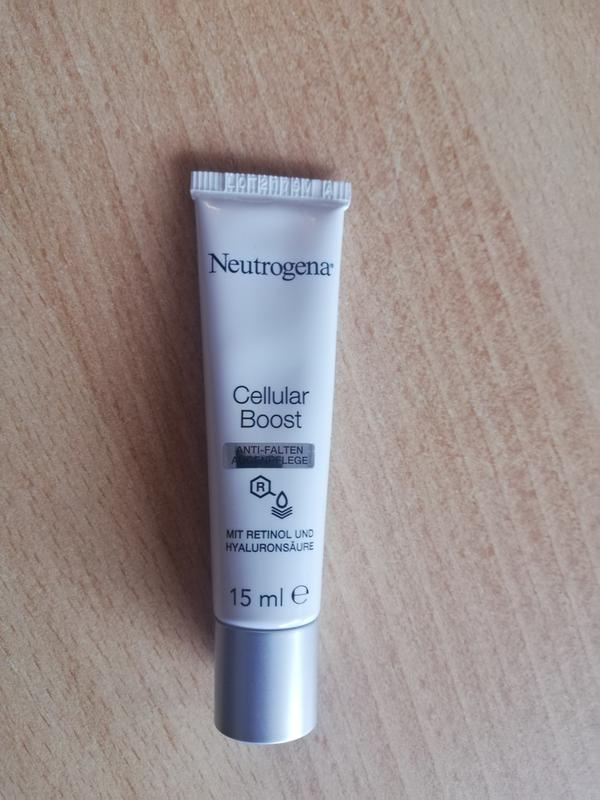 Neutrogena®
Cellular
Boost
ANTI-FALTEN
AUGENPFLEGE
R
MIT RETINOL UND
HYALURONSÄURE
15 ml ℮